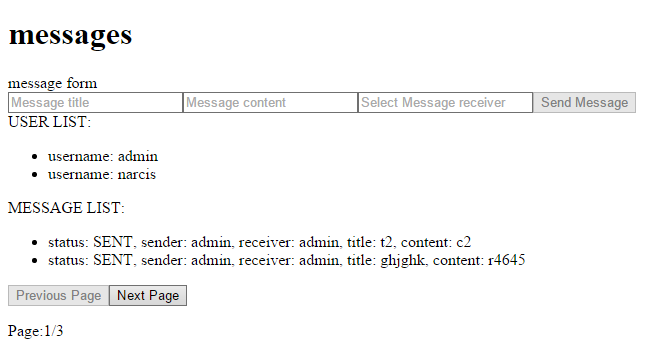 messages
message form
Message title Message content Select Message receiver Send Message
USER LIST:
username: admin
username: narcis
MESSAGE LIST:
status: SENT, sender: admin, receiver: admin, title: t2, content: c2
status: SENT, sender: admin, receiver: admin, title: ghjghk, content: r4645
Previous Page Next Page
Page:1/3